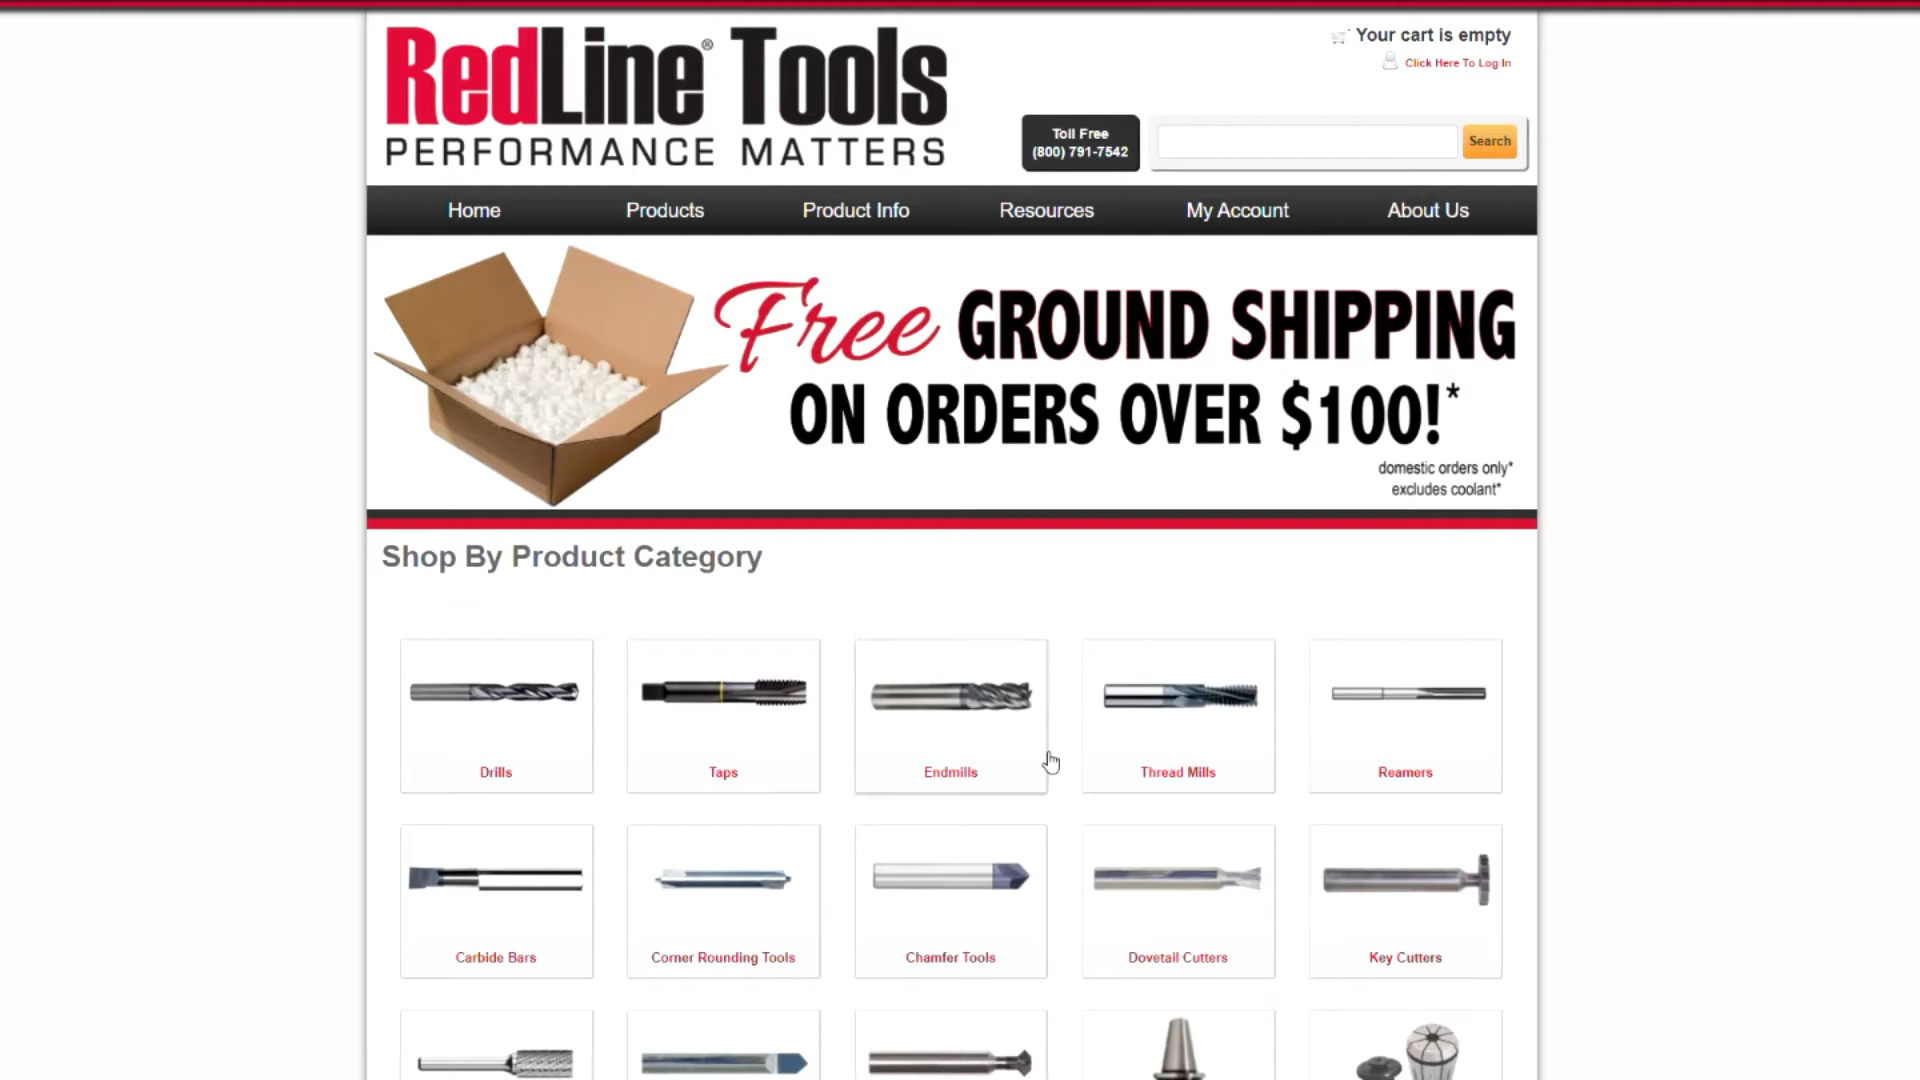 RedLine® Tools
PERFORMANCE MATTERS
Your cart is empty
Click Here To Log In
Toll Free
(800) 791-7542
Search
Home
Products
Product Info
Resources
My Account
About Us
Free GROUND SHIPPING
ON ORDERS OVER $100!*
domestic orders only*
excludes coolant*
Shop By Product Category
Drills
Taps
Endmills
Thread Mills
Reamers
Carbide Bars
Corner Rounding Tools
Chamfer Tools
Dovetail Cutters
Key Cutters